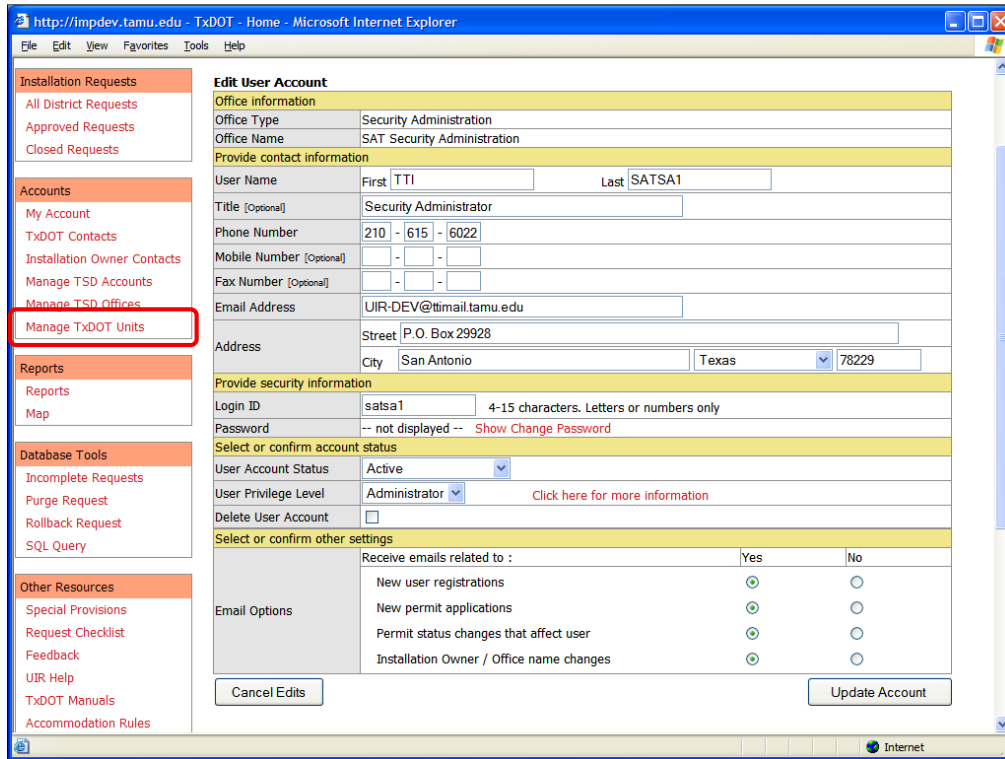 http://impdev.tamu.edu - TxDOT - Home - Microsoft Internet Explorer
File Edit View Favorites Tools Help
Installation Requests
All District Requests
Approved Requests
Closed Requests
Accounts
My Account
TxDOT Contacts
Installation Owner Contacts
Manage TSD Accounts
Manage TSD Offices
Manage TxDOT Units
Reports
Reports
Map
Database Tools
Incomplete Requests
Purge Request
Rollback Request
SQL Query
Other Resources
Special Provisions
Request Checklist
Feedback
UIR Help
TxDOT Manuals
Accommodation Rules
Edit User Account
Office information
Office Type Security Administration
Office Name SAT Security Administration
Provide contact information
User Name First TTI Last SATSA1
Title [Optional] Security Administrator
Phone Number 210 - 615 - 6022
Mobile Number [Optional] - -
Fax Number [Optional] - -
Email Address UIR-DEV@ttimail.tamu.edu
Address Street P.O. Box 29928
City San Antonio Texas 78229
Provide security information
Login ID satsa1 4-15 characters. Letters or numbers only
Password -- not displayed -- Show Change Password
Select or confirm account status
User Account Status Active
User Privilege Level Administrator Click here for more information
Delete User Account
Select or confirm other settings
Receive emails related to : Yes No
Email Options
New user registrations
New permit applications
Permit status changes that affect user
Installation Owner / Office name changes
Cancel Edits Update Account
Internet